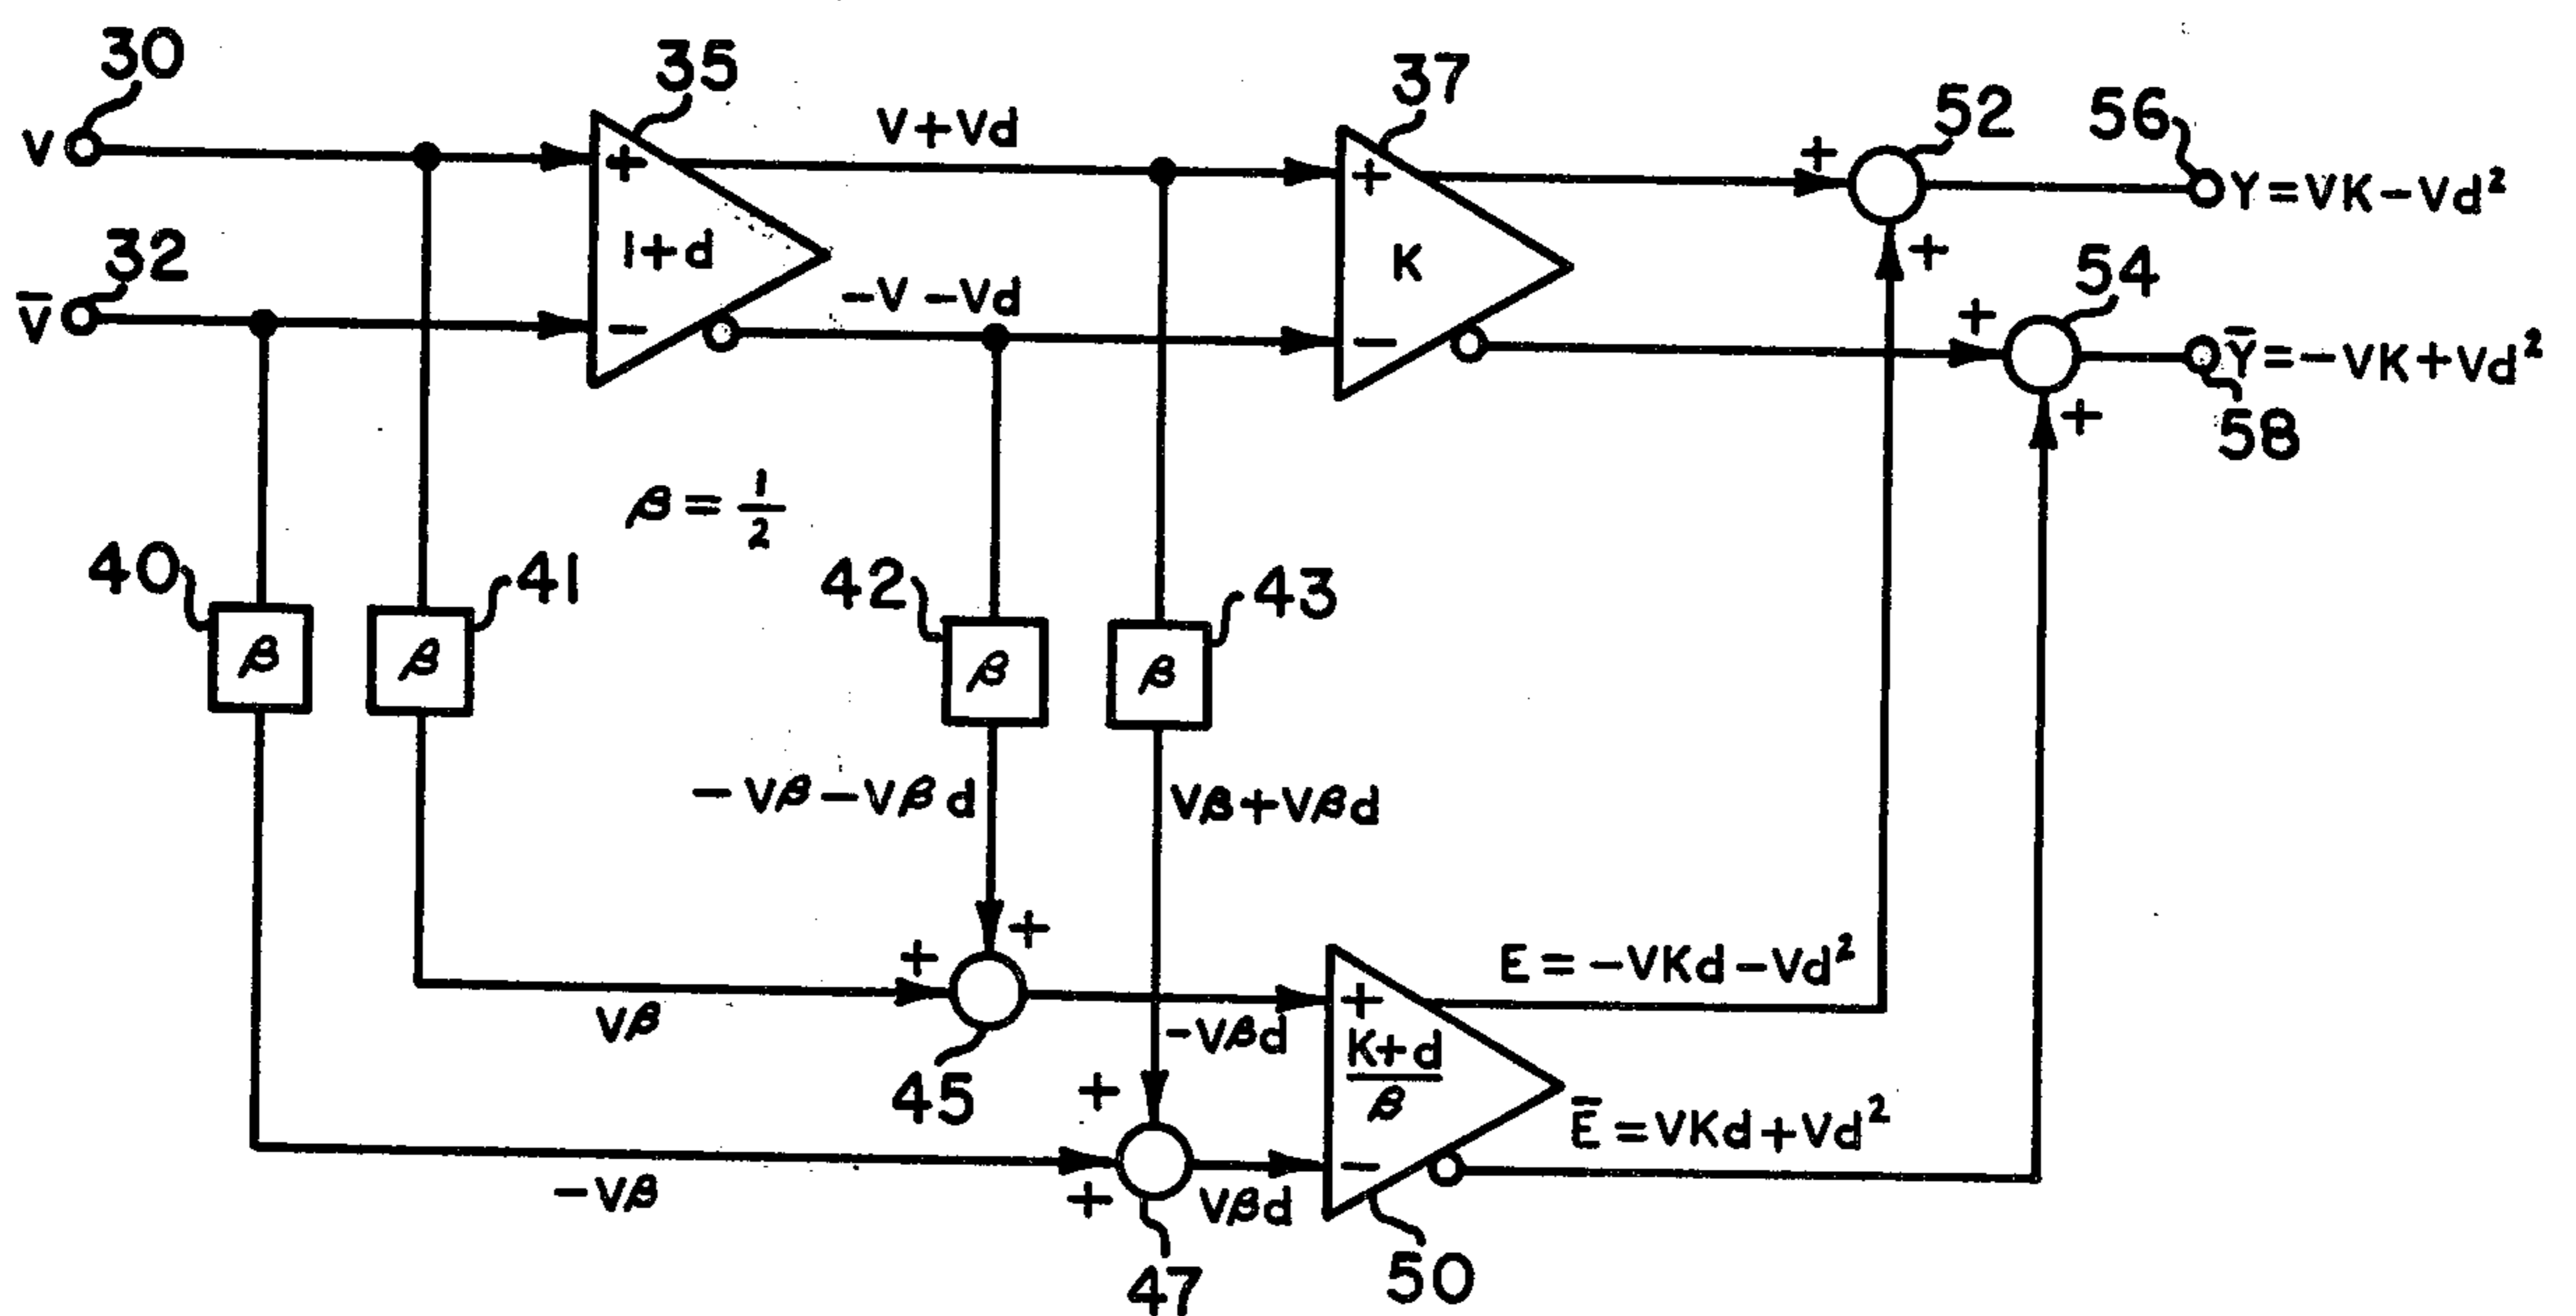 30
35
37
52
56
V
+
V+Vd
+
+
Y=VK-Vd²
32
1+d
K
+
54
V̅
-
-V-Vd
-
+
Y̅=-VK+Vd²
+
58
β = 1/2
40
41
42
43
β
β
β
β
-Vβ-Vβd
Vβ+Vβd
+
+
E=-VKd-Vd²
Vβ
-Vβd
+
K+d
β
45
+
E̅=VKd+Vd²
-Vβ
+
Vβd
-
47
50